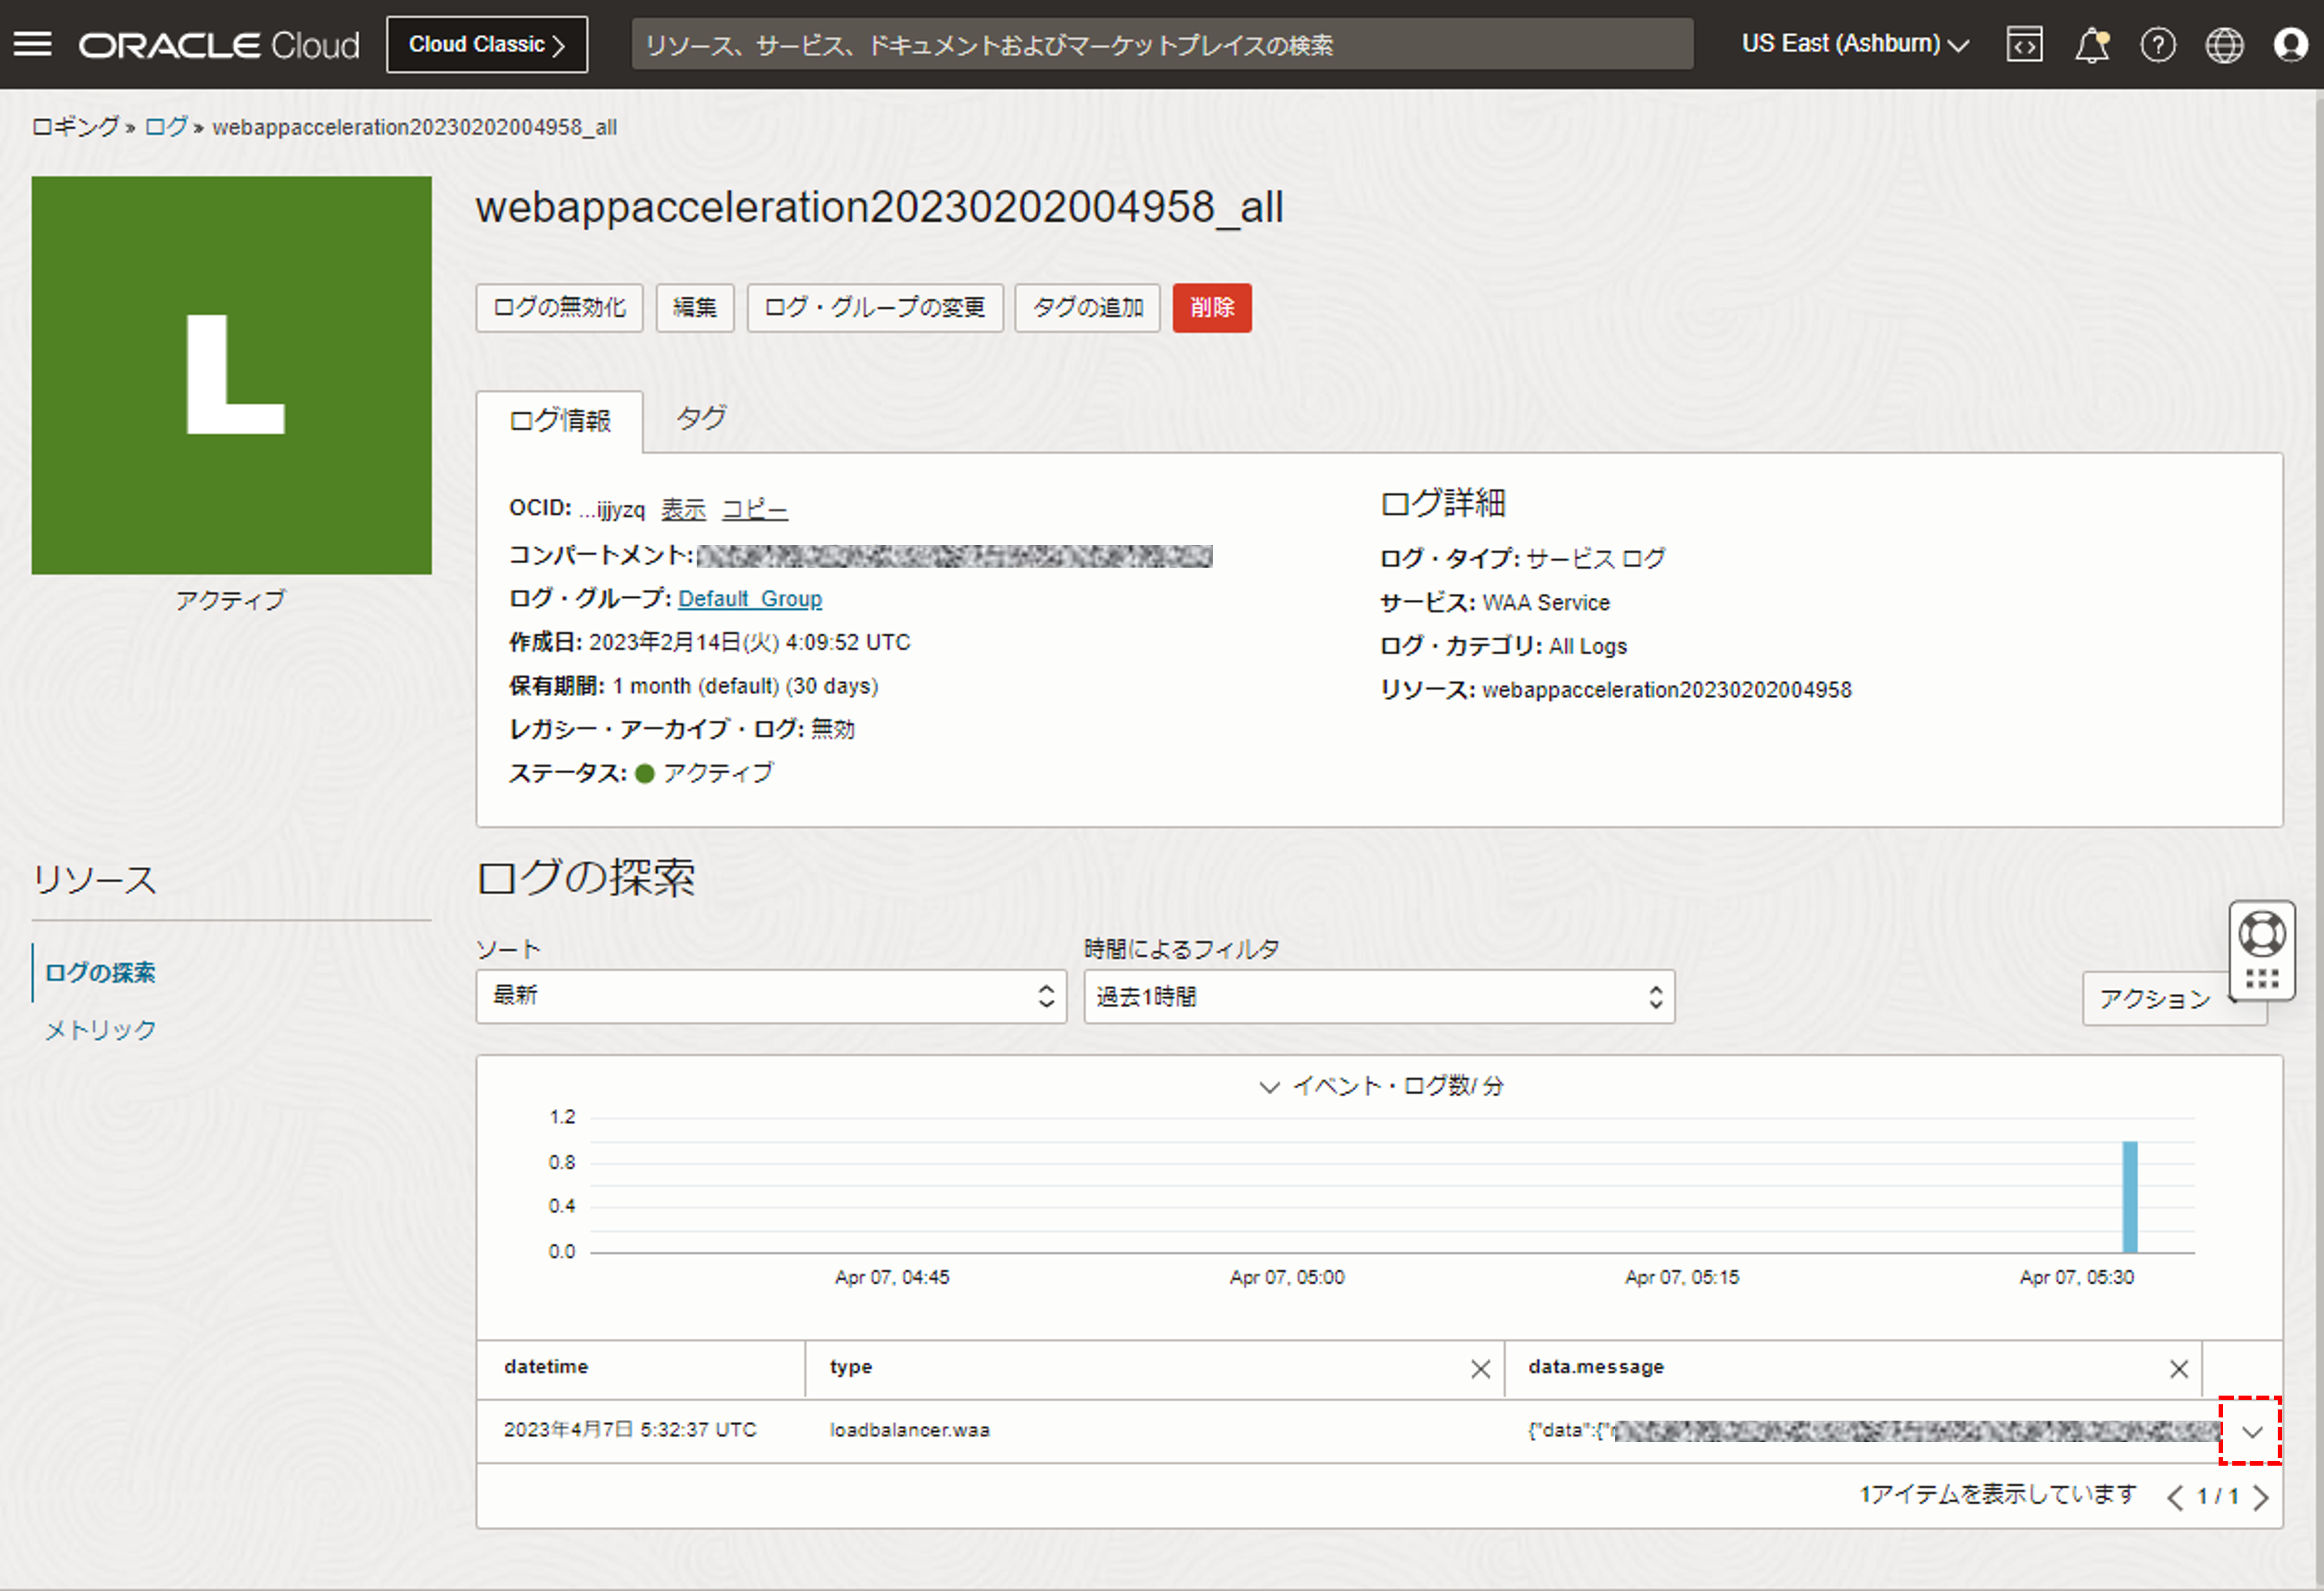 ORACLE Cloud
Cloud Classic
リソース、サービス、ドキュメントおよびマーケットプレイスの検索
US East (Ashburn)
ロギング » ログ » webappacceleration20230202004958_all
L
アクティブ
webappacceleration20230202004958_all
ログの無効化 編集 ログ・グループの変更 タグの追加 削除
ログ情報 タグ
OCID: ...ijjyzq 表示 コピー
コンパートメント:
ログ・グループ: Default_Group
作成日: 2023年2月14日(火) 4:09:52 UTC
保有期間: 1 month (default) (30 days)
レガシー・アーカイブ・ログ: 無効
ステータス: アクティブ
ログ詳細
ログ・タイプ: サービス ログ
サービス: WAA Service
ログ・カテゴリ: All Logs
リソース: webappacceleration20230202004958
リソース
ログの探索
メトリック
ログの探索
ソート
最新
時間によるフィルタ
過去1時間
アクション
イベント・ログ数/ 分
1.2
0.8
0.4
0.0
Apr 07, 04:45 Apr 07, 05:00 Apr 07, 05:15 Apr 07, 05:30
datetime type data.message
2023年4月7日 5:32:37 UTC loadbalancer.waa {"data":{"
1アイテムを表示しています 1 / 1